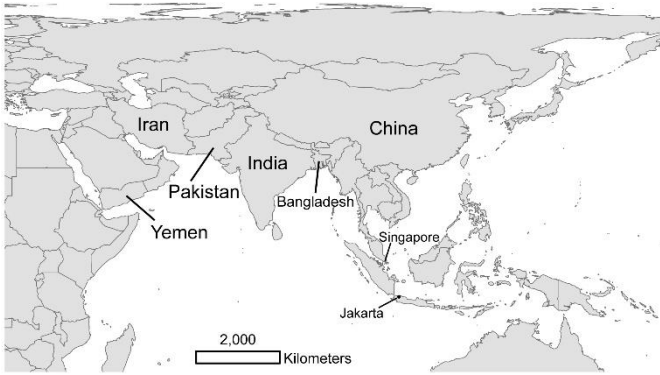 Iran
China
India
Pakistan
Bangladesh
Yemen
Singapore
Jakarta
2,000
Kilometers